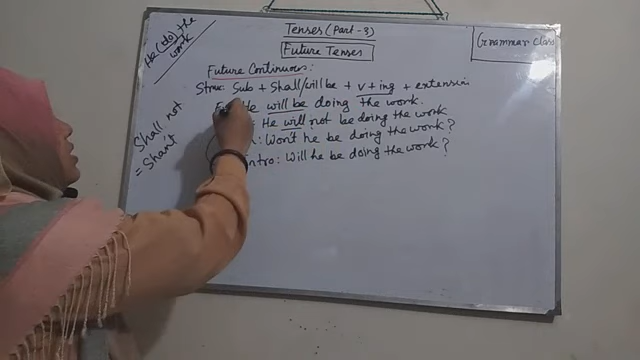 Tenses (Part-3)
Future Tenses
Grammar Class
He (do) the
work
Shall not
= Shan't
Future Continuous:
Struc: Sub + Shall/will be + v+ing + extension
He will be doing the work.
: He will not be doing the work
: Won't he be doing the work?
Intro: Will he be doing the work?